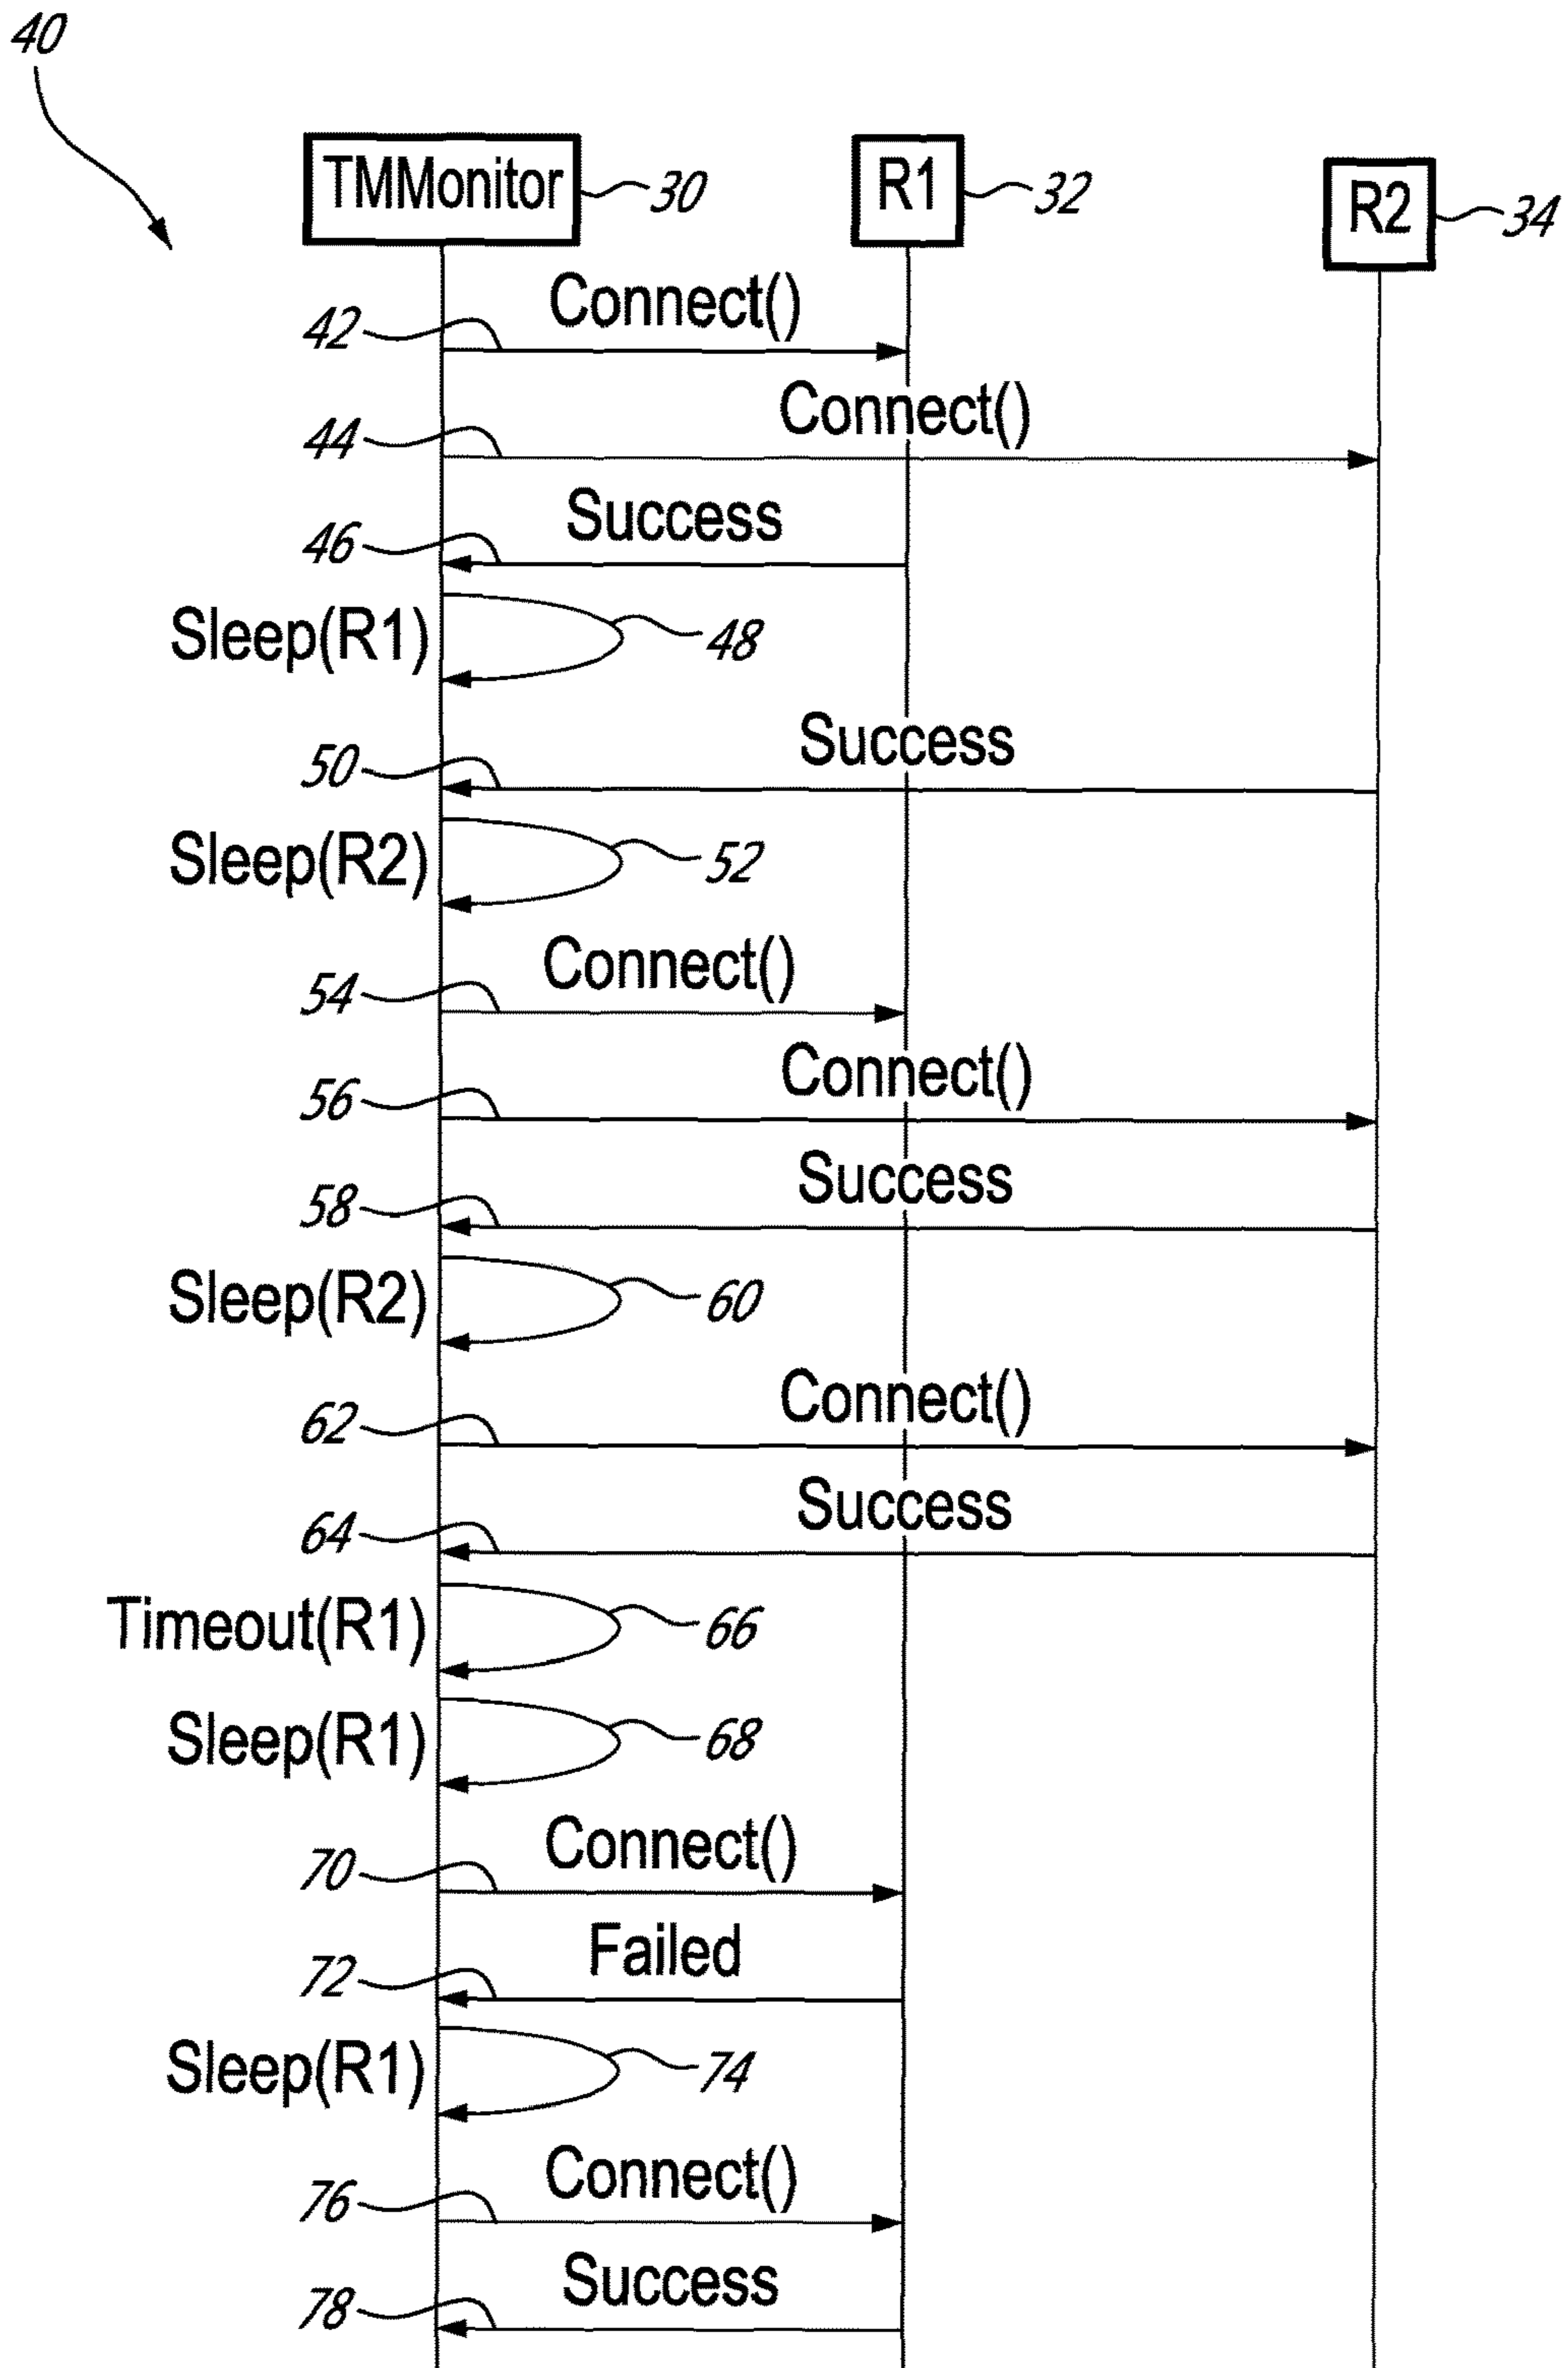 40
TMMonitor 30 R1 32 R2 34
Connect()
42
Connect()
44
Success
46
Sleep(R1) 48
Success
50
Sleep(R2) 52
Connect()
54
Connect()
56
Success
58
Sleep(R2) 60
Connect()
62
Success
64
Timeout(R1) 66
Sleep(R1) 68
Connect()
70
Failed
72
Sleep(R1) 74
Connect()
76
Success
78